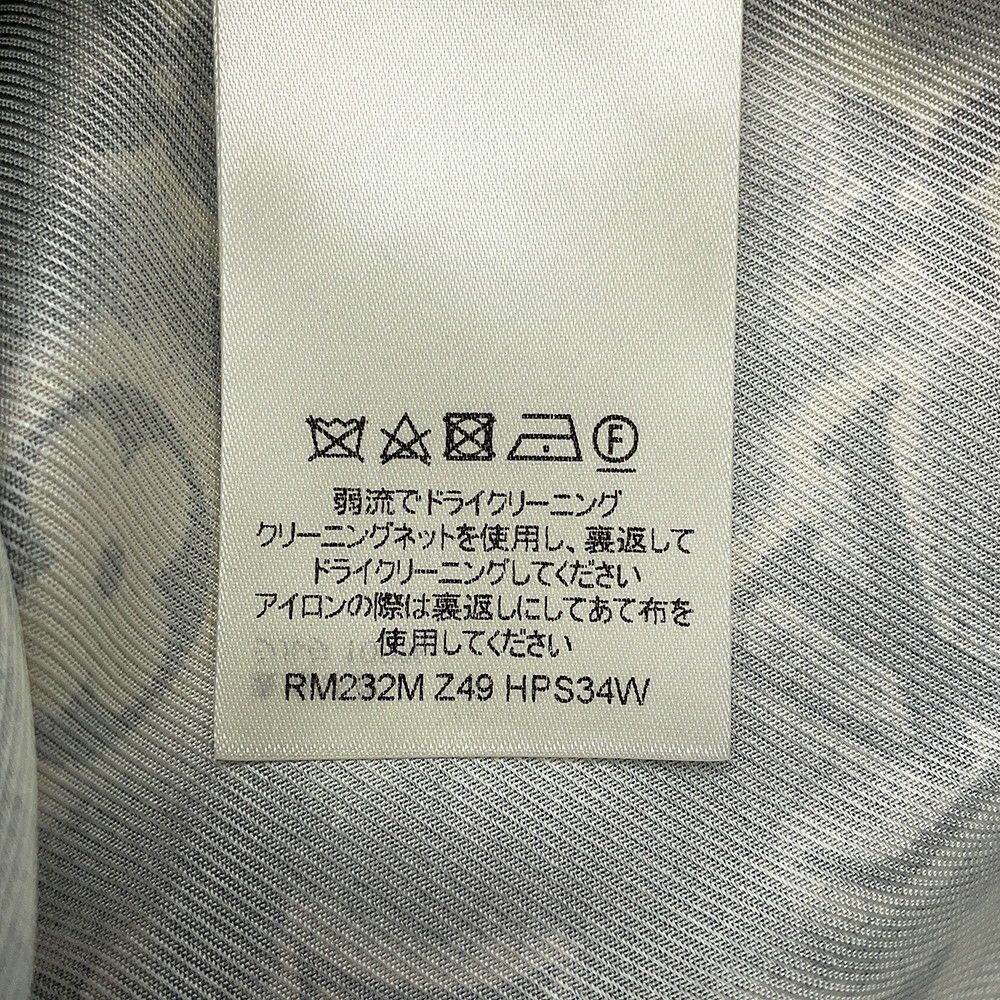 F
弱流でドライクリーニング
クリーニングネットを使用し、裏返して
ドライクリーニングしてください
アイロンの際は裏返しにしてあて布を
使用してください
RM232M Z49 HPS34W